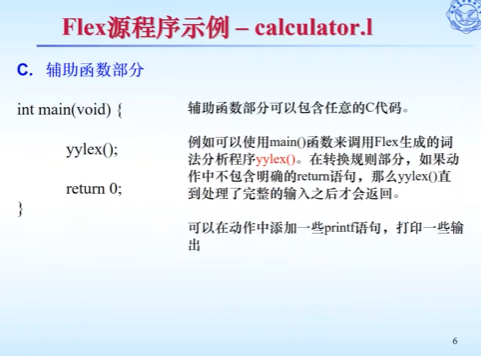 Flex源程序示例 – calculator.l
C. 辅助函数部分
int main(void) {
yylex();
return 0;
}
辅助函数部分可以包含任意的C代码。
例如可以使用main()函数来调用Flex生成的词
法分析程序yylex()。在转换规则部分，如果动
作中不包含明确的return语句，那么yylex()直
到处理了完整的输入之后才会返回。
可以在动作中添加一些printf语句，打印一些输
出
6